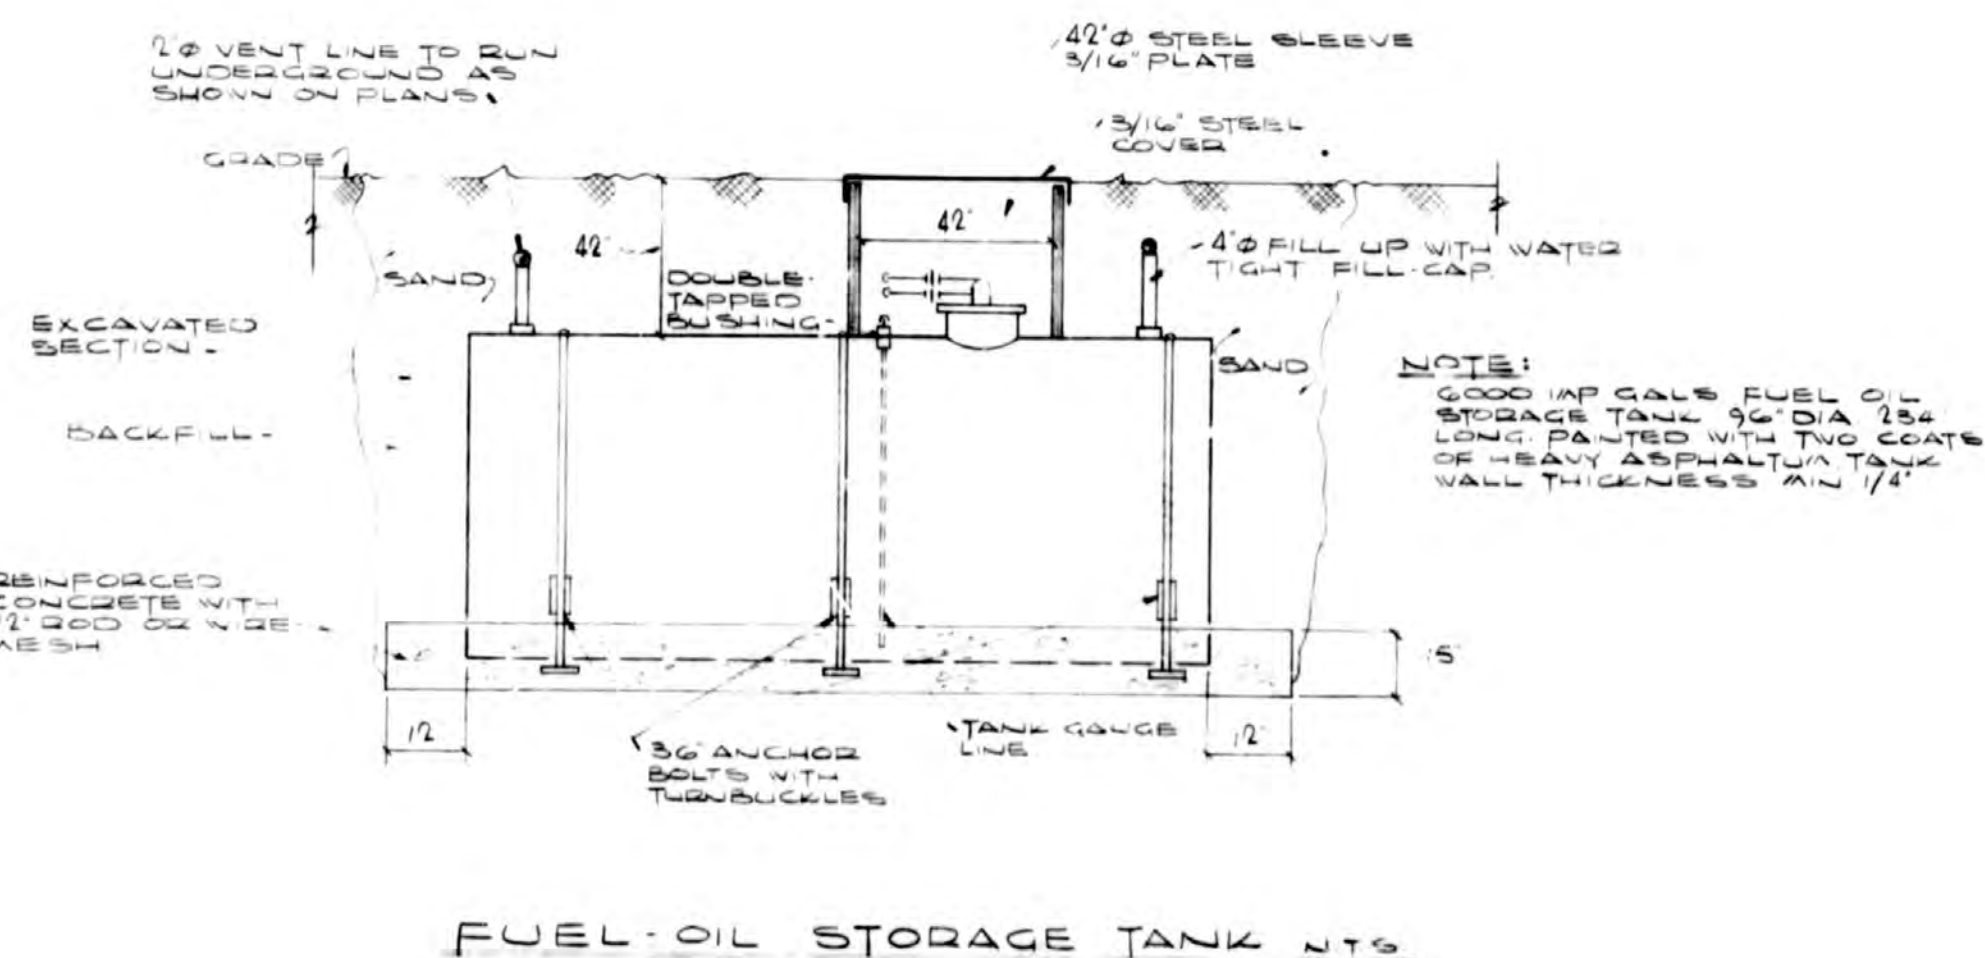 2"Ø VENT LINE TO RUN
UNDERGROUND AS
SHOWN ON PLANS.
42"Ø STEEL SLEEVE
3/16" PLATE
3/16" STEEL
COVER
GRADE
42"
42"
SAND
DOUBLE-
TAPPED
BUSHING-
4"Ø FILL UP WITH WATER
TIGHT FILL-CAP.
EXCAVATED
SECTION-
SAND
BACKFILL-
NOTE:
6000 IMP GALS FUEL OIL
STORAGE TANK 96" DIA 234
LONG. PAINTED WITH TWO COATS
OF HEAVY ASPHALTUM. TANK
WALL THICKNESS MIN 1/4"
REINFORCED
CONCRETE WITH
ROD OR WIRE
MESH
12
36" ANCHOR
BOLTS WITH
TURNBUCKLES
TANK GAUGE
LINE
12"
FUEL-OIL STORAGE TANK N.T.S.